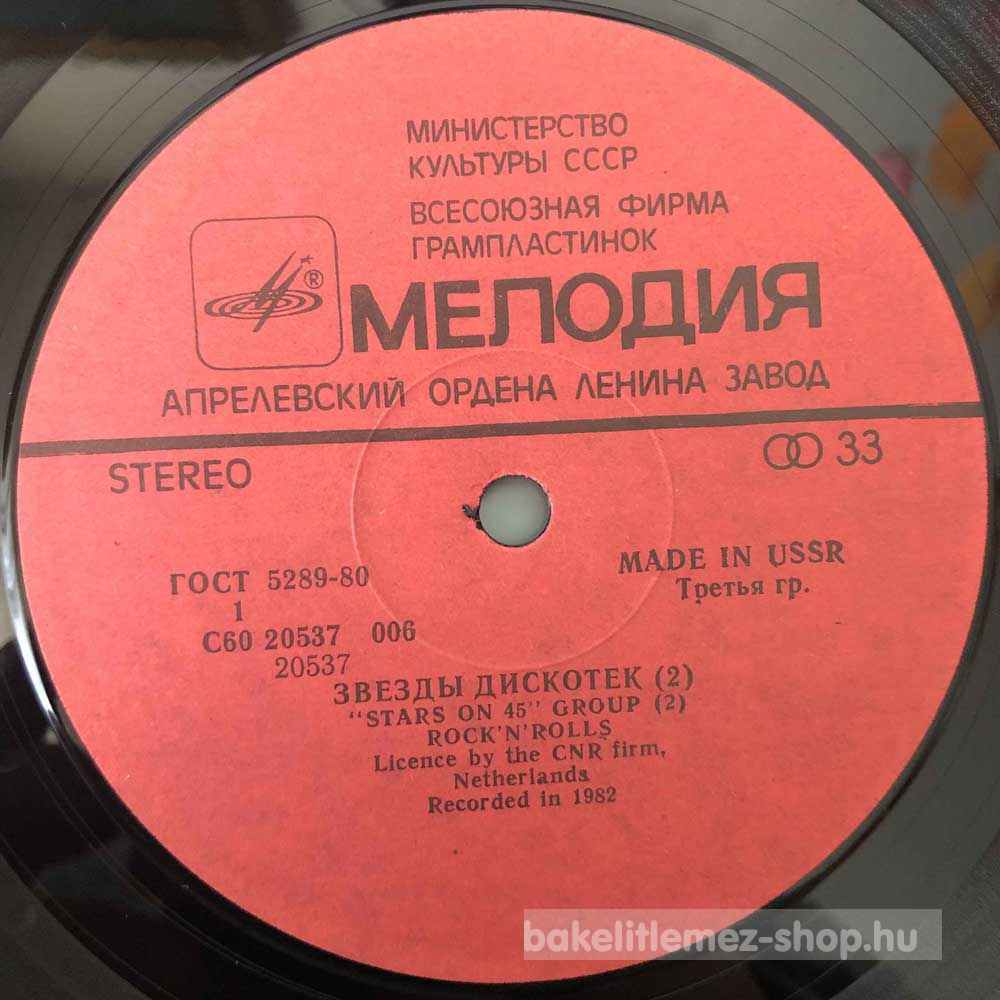 МИНИСТЕРСТВО
КУЛЬТУРЫ СССР
ВСЕСОЮЗНАЯ ФИРМА
ГРАМПЛАСТИНОК
®
МЕЛОДИЯ
АПРЕЛЕВСКИЙ ОРДЕНА ЛЕНИНА ЗАВОД
STEREO
33
ГОСТ 5289-80
MADE IN USSR
1
Третья гр.
С60 20537 006
20537
ЗВЕЗДЫ ДИСКОТЕК (2)
"STARS ON 45" GROUP (2)
ROCK'N'ROLLS
Licence by the CNR firm,
Netherlands
Recorded in 1982
bakelitlemez-shop.hu